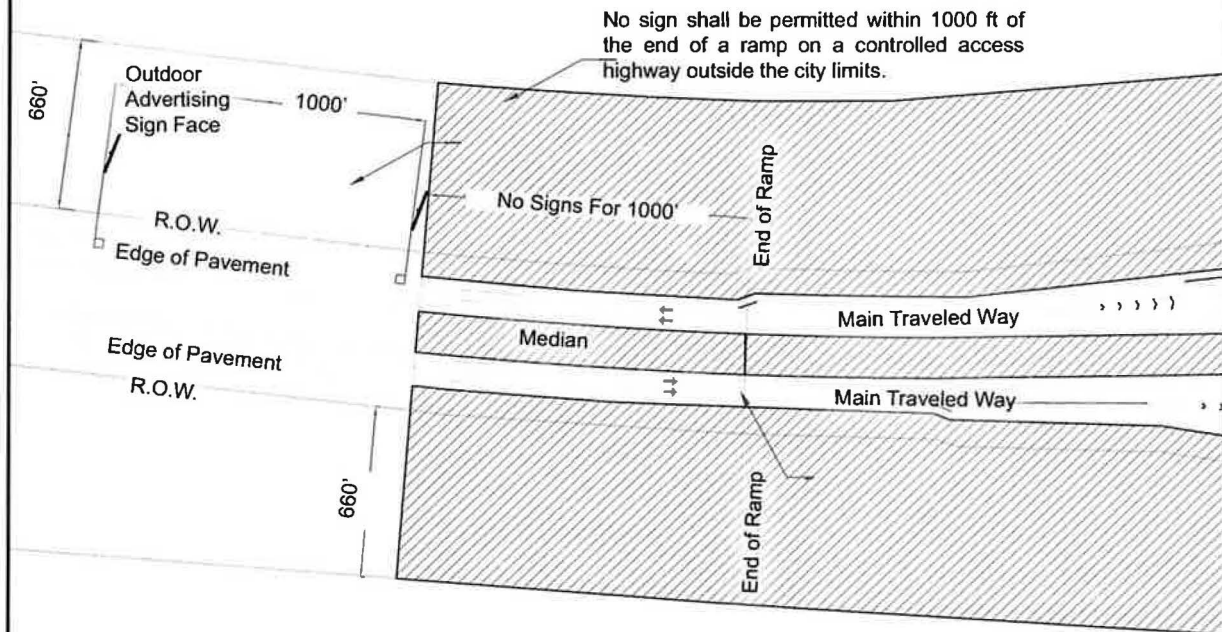 No sign shall be permitted within 1000 ft of
the end of a ramp on a controlled access
highway outside the city limits.
660'
Outdoor
Advertising
Sign Face
1000'
No Signs For 1000'
End of Ramp
R.O.W.
Edge of Pavement
Main Traveled Way
Median
Edge of Pavement
R.O.W.
Main Traveled Way
660'
End of Ramp